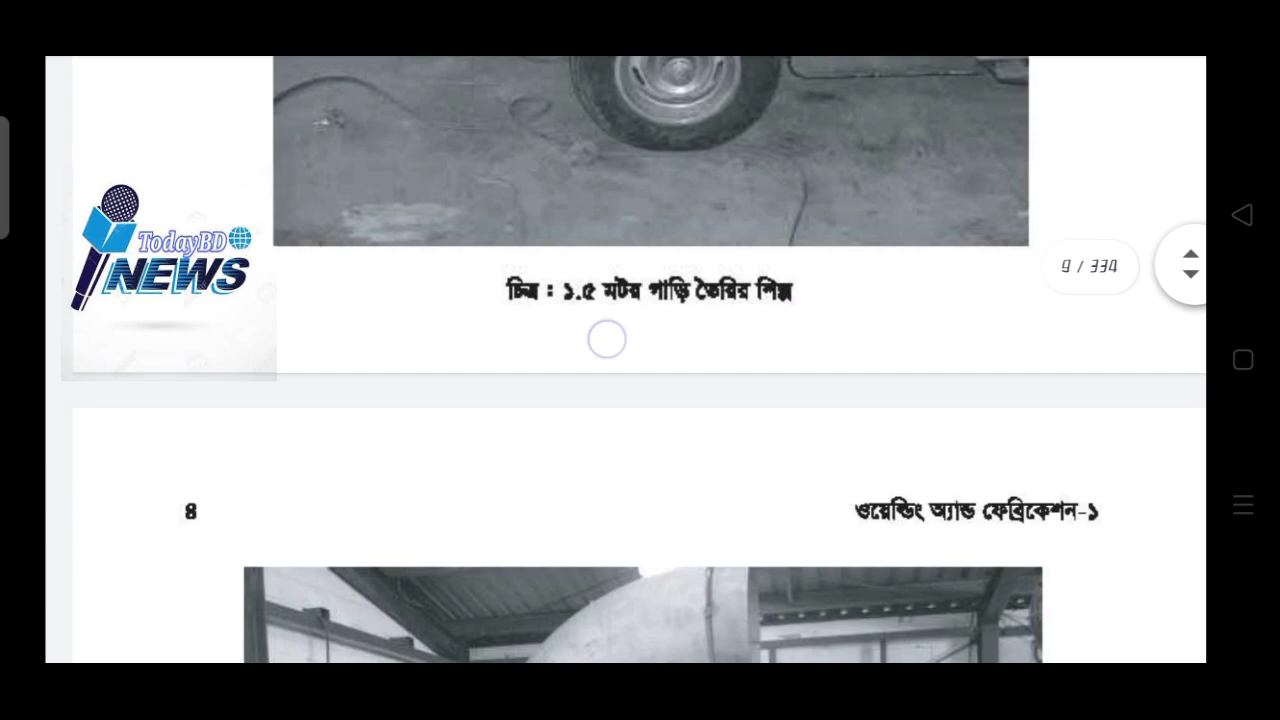 TodayBD
NEWS
চিত্র : ১.৫ মটর গাড়ি তৈরির শিল্প
9 / 334
৪
ওয়েল্ডিং অ্যান্ড ফেব্রিকেশন-১